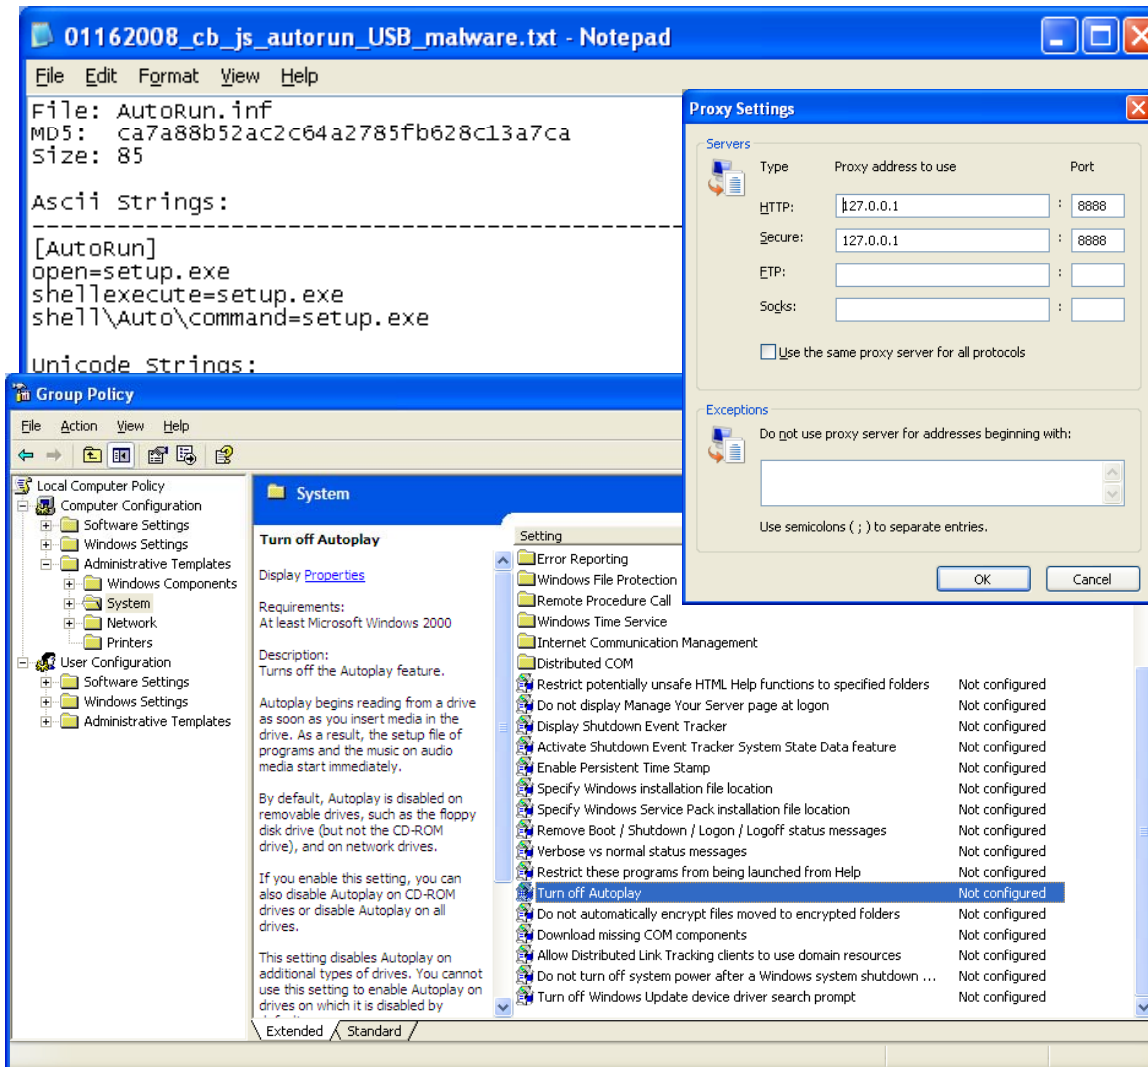 01162008_cb_js_autorun_USB_malware.txt - Notepad
File Edit Format View Help
File: AutoRun.inf
MD5: ca7a88b52ac2c64a2785fb628c13a7ca
Size: 85
Ascii Strings:
---------------------------------------------------------------------------
[AutoRun]
open=setup.exe
shellexecute=setup.exe
shell\Auto\command=setup.exe
Unicode Strings:
Proxy Settings
Servers
Type Proxy address to use Port
HTTP: 127.0.0.1 : 8888
Secure: 127.0.0.1 : 8888
FTP: :
Socks: :
Use the same proxy server for all protocols
Exceptions
Do not use proxy server for addresses beginning with:
Use semicolons ( ; ) to separate entries.
OK Cancel
Group Policy
File Action View Help
Local Computer Policy
Computer Configuration
Software Settings
Windows Settings
Administrative Templates
Windows Components
System
Network
Printers
User Configuration
Software Settings
Windows Settings
Administrative Templates
System
Turn off Autoplay
Display Properties
Requirements:
At least Microsoft Windows 2000
Description:
Turns off the Autoplay feature.
Autoplay begins reading from a drive
as soon as you insert media in the
drive. As a result, the setup file of
programs and the music on audio
media start immediately.
By default, Autoplay is disabled on
removable drives, such as the floppy
disk drive (but not the CD-ROM
drive), and on network drives.
If you enable this setting, you can
also disable Autoplay on CD-ROM
drives or disable Autoplay on all
drives.
This setting disables Autoplay on
additional types of drives. You cannot
use this setting to enable Autoplay on
drives on which it is disabled by
Setting
Error Reporting
Windows File Protection
Remote Procedure Call
Windows Time Service
Internet Communication Management
Distributed COM
Restrict potentially unsafe HTML Help functions to specified folders Not configured
Do not display Manage Your Server page at logon Not configured
Display Shutdown Event Tracker Not configured
Activate Shutdown Event Tracker System State Data feature Not configured
Enable Persistent Time Stamp Not configured
Specify Windows installation file location Not configured
Specify Windows Service Pack installation file location Not configured
Remove Boot / Shutdown / Logon / Logoff status messages Not configured
Verbose vs normal status messages Not configured
Restrict these programs from being launched from Help Not configured
Turn off Autoplay Not configured
Do not automatically encrypt files moved to encrypted folders Not configured
Download missing COM components Not configured
Allow Distributed Link Tracking clients to use domain resources Not configured
Do not turn off system power after a Windows system shutdown ... Not configured
Turn off Windows Update device driver search prompt Not configured
Extended Standard